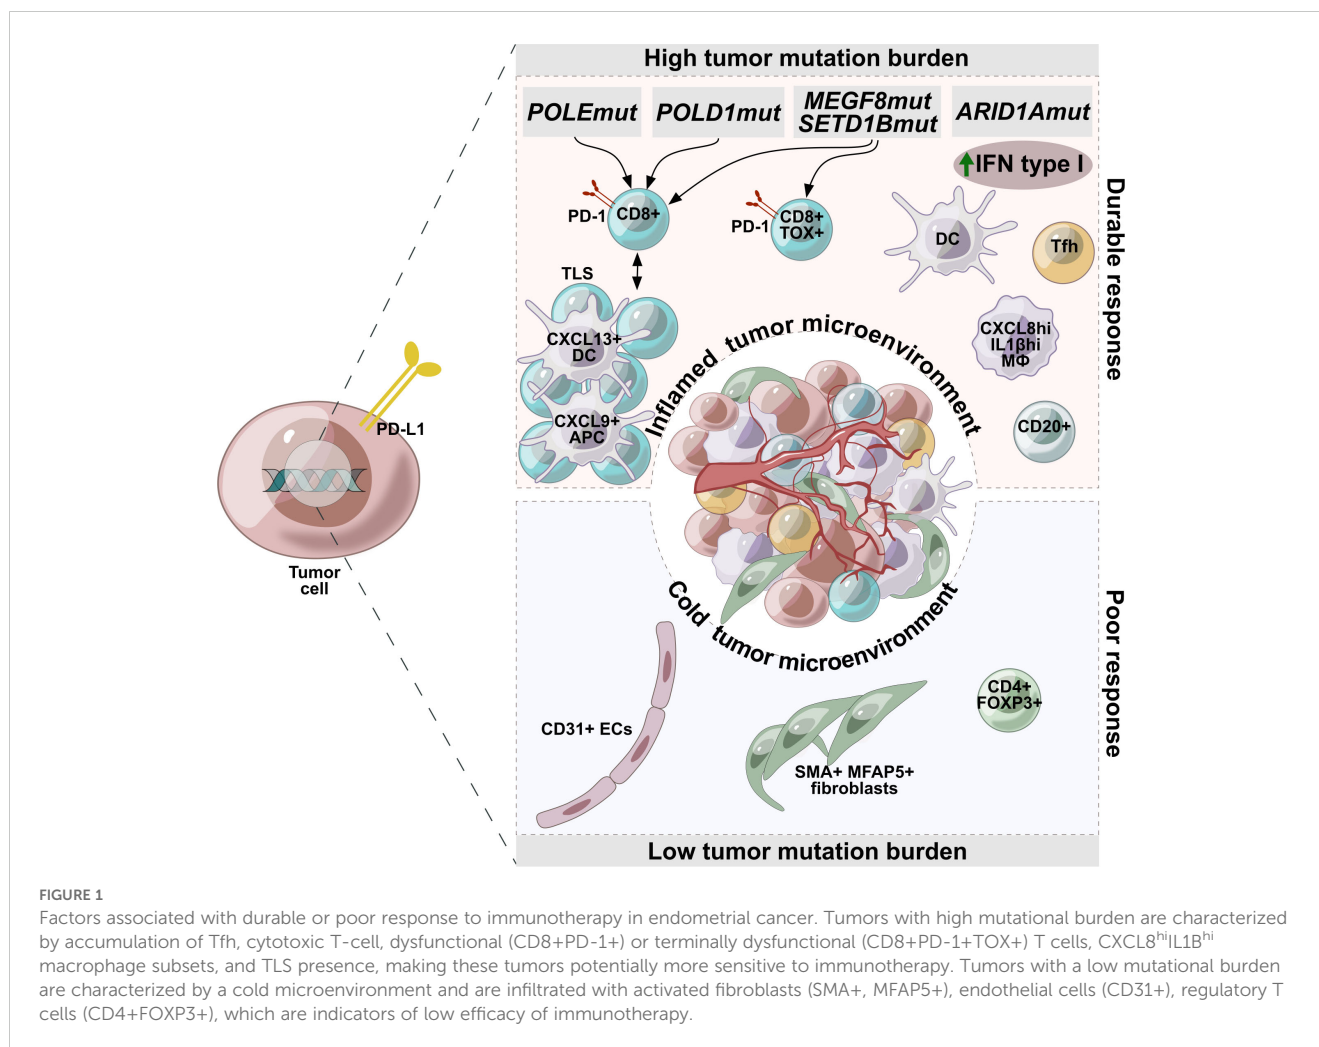 High tumor mutation burden
POLEmut
POLD1mut
MEGF8mut
SETD1Bmut
ARID1Amut
IFN type I
PD-1
CD8+
PD-1
CD8+
TOX+
DC
Tfh
TLS
CXCL13+
DC
CXCL9+
APC
CXCL8hi
IL1βhi
MΦ
CD20+
Durable response
Inflamed tumor microenvironment
PD-L1
Tumor
cell
Cold tumor microenvironment
CD31+ ECs
SMA+ MFAP5+
fibroblasts
CD4+
FOXP3+
Poor response
Low tumor mutation burden
FIGURE 1
Factors associated with durable or poor response to immunotherapy in endometrial cancer. Tumors with high mutational burden are characterized
by accumulation of Tfh, cytotoxic T-cell, dysfunctional (CD8+PD-1+) or terminally dysfunctional (CD8+PD-1+TOX+) T cells, CXCL8hiIL1Bhi
macrophage subsets, and TLS presence, making these tumors potentially more sensitive to immunotherapy. Tumors with a low mutational burden
are characterized by a cold microenvironment and are infiltrated with activated fibroblasts (SMA+, MFAP5+), endothelial cells (CD31+), regulatory T
cells (CD4+FOXP3+), which are indicators of low efficacy of immunotherapy.